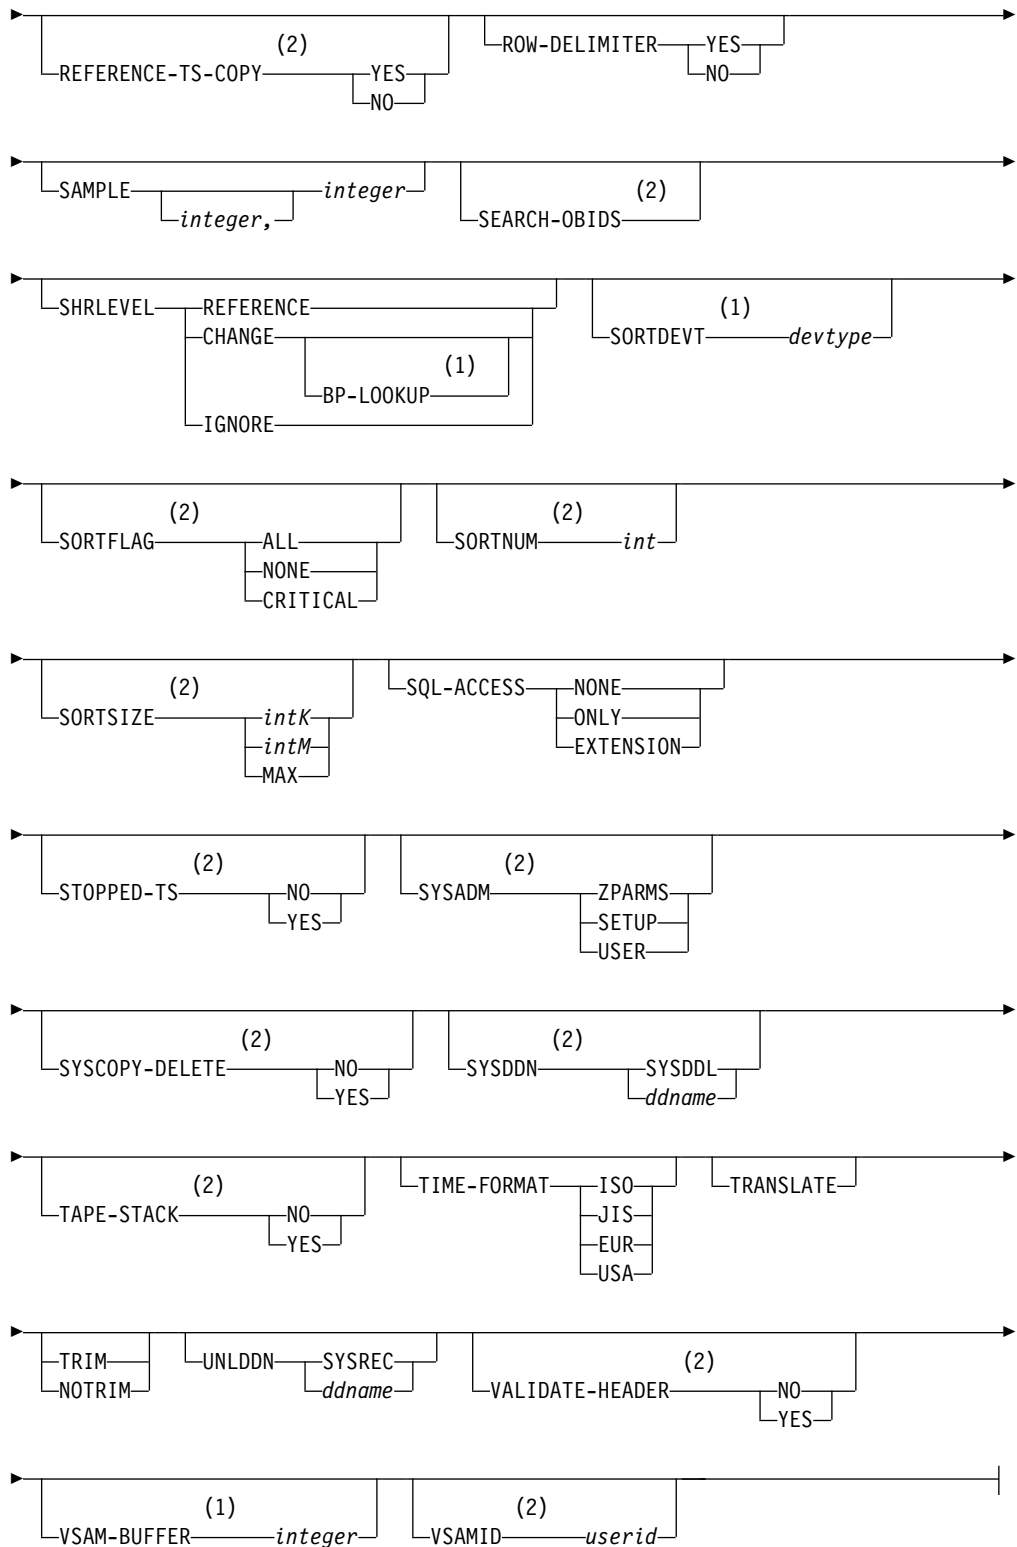 (2)
REFERENCE-TS-COPY YES
NO
ROW-DELIMITER YES
NO
SAMPLE integer
integer,
(2)
SEARCH-OBIDS
SHRLEVEL REFERENCE
CHANGE
(1)
BP-LOOKUP
IGNORE
(1)
SORTDEVT devtype
(2)
SORTFLAG ALL
NONE
CRITICAL
(2)
SORTNUM int
(2)
SORTSIZE intK
intM
MAX
SQL-ACCESS NONE
ONLY
EXTENSION
(2)
STOPPED-TS NO
YES
(2)
SYSADM ZPARMS
SETUP
USER
(2)
SYSCOPY-DELETE NO
YES
(2)
SYSDDN SYSDDL
ddname
(2)
TAPE-STACK NO
YES
TIME-FORMAT ISO
JIS
EUR
USA
TRANSLATE
TRIM
NOTRIM
UNLDDN SYSREC
ddname
(2)
VALIDATE-HEADER NO
YES
(1)
VSAM-BUFFER integer
(2)
VSAMID userid